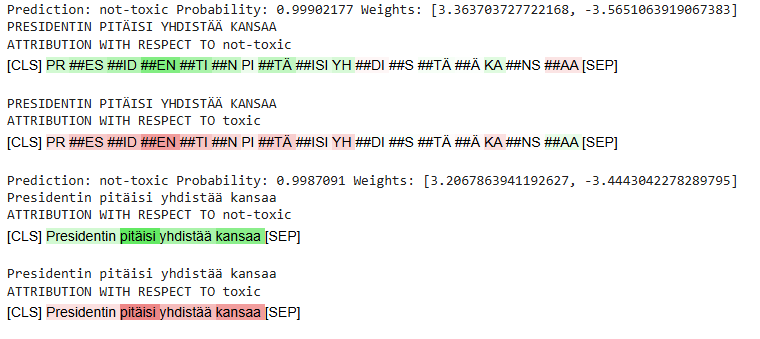 Prediction: not-toxic Probability: 0.99902177 Weights: [3.363703727722168, -3.5651063919067383]
PRESIDENTIN PITÄISI YHDISTÄÄ KANSAA
ATTRIBUTION WITH RESPECT TO not-toxic
[CLS] PR ##ES ##ID ##EN ##TI ##N PI ##TÄ ##ISI YH ##DI ##S ##TÄ ##Ä KA ##NS ##AA [SEP]
PRESIDENTIN PITÄISI YHDISTÄÄ KANSAA
ATTRIBUTION WITH RESPECT TO toxic
[CLS] PR ##ES ##ID ##EN ##TI ##N PI ##TÄ ##ISI YH ##DI ##S ##TÄ ##Ä KA ##NS ##AA [SEP]
Prediction: not-toxic Probability: 0.9987091 Weights: [3.2067863941192627, -3.4443042278289795]
Presidentin pitäisi yhdistää kansaa
ATTRIBUTION WITH RESPECT TO not-toxic
[CLS] Presidentin pitäisi yhdistää kansaa [SEP]
Presidentin pitäisi yhdistää kansaa
ATTRIBUTION WITH RESPECT TO toxic
[CLS] Presidentin pitäisi yhdistää kansaa [SEP]